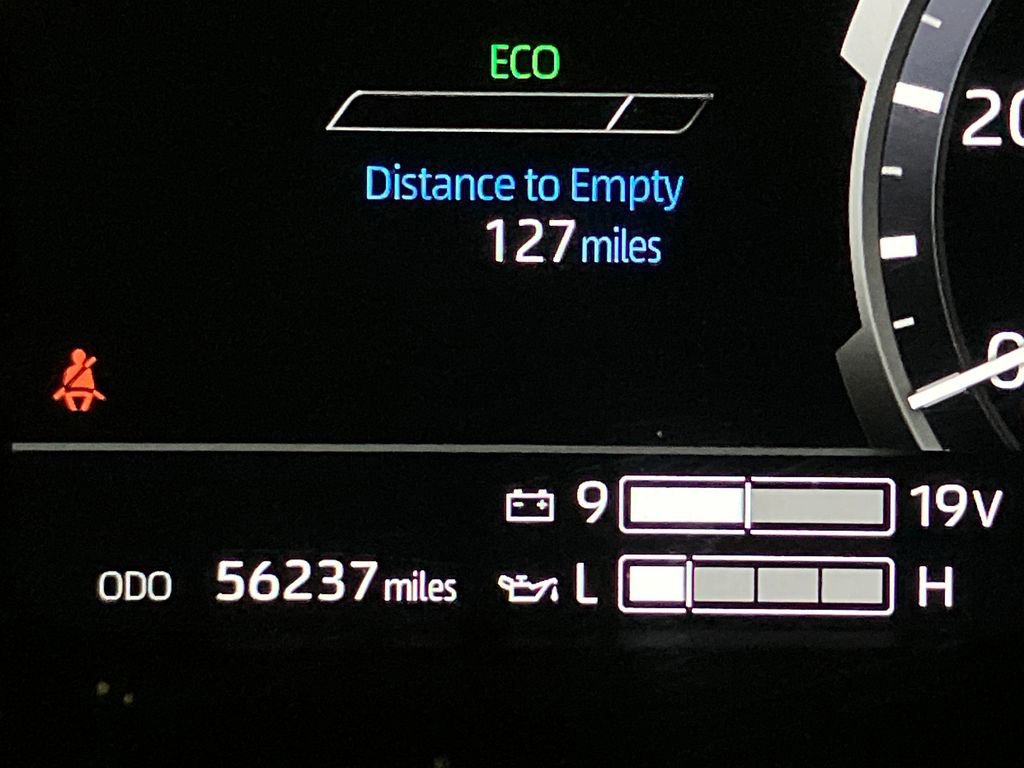 ECO
Distance to Empty
127 miles
20
0
9 19V
ODO 56237 miles L H